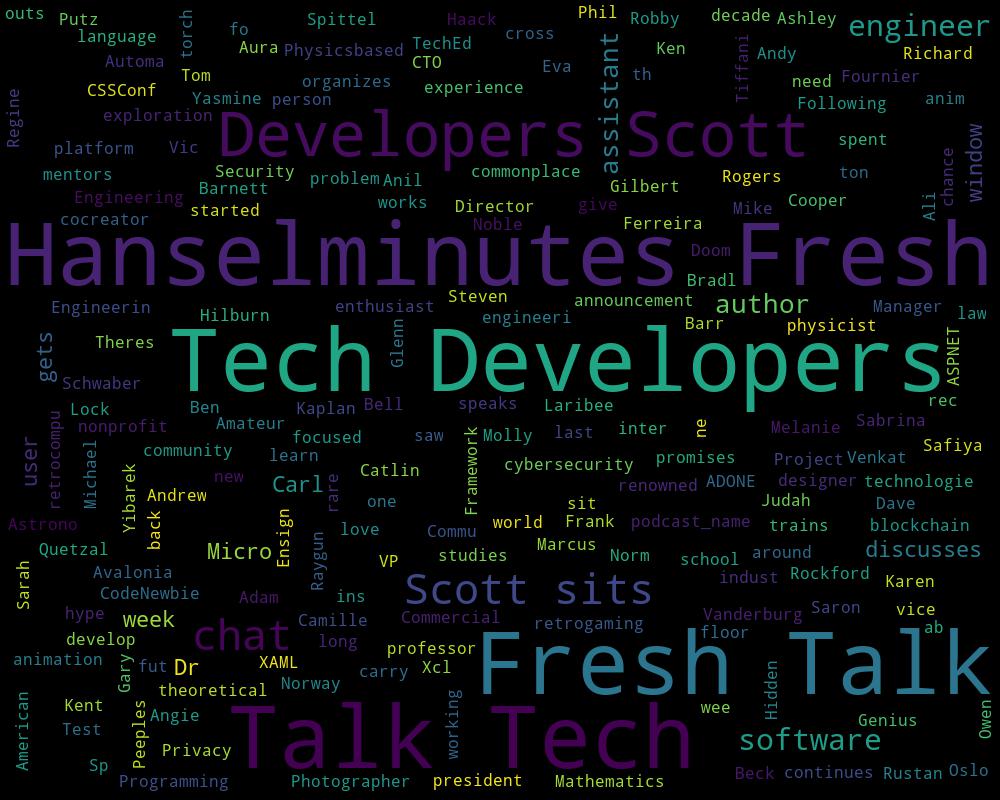 outs Putz torch fo Spittel Haack Phil Robby decade Ashley engineer
language Aura Physicsbased TechEd cross Ken Tiffani Andy Richard
Automa Tom organizes CTO Eva assistant th need Fournier
CSSConf Yasmine person experience Following anim
Regine exploration Developers Scott spent window
platform Vic Security problem Anil commonplace Rogers ton chance
mentors Barnett Gilbert Ali
Engineering started works Director give Mike Cooper
cocreator Noble Ferreira
Hanselminutes Fresh
Doom
Bradl
Engineerin enthusiast Steven announcement author Manager law
Hilburn engineeri Barr physicist
Theres Tech Developers ASPNET
gets Glenn
Schwaber
Lock Ben Kaplan Bell speaks Laribee rec
retrocompu nonprofit Amateur focused saw Molly last inter ne Melanie Sabrina
user Michael community learn Framework cybersecurity promises Project Venkat Safiya
Yibarek new Carl rare Catlin renowned ADONE designer technologie
back Andrew one sit Judah Dave
Astrono Ensign love Commu world Frank podcast_name trains blockchain
Quetzal Micro Raygun VP studies Marcus Norm school around discusses
Sarah Avalonia Scott sits indust Rockford Karen
CodeNewbie Adam ins
hype week Camille Commercial retrogaming Vanderburg Saron vice
develop chat long professor Fresh Talk floor ab
animation Gary fut Dr XAML carry Xcl
theoretical Norway Hidden
American Kent Peeples Angie Talk Tech working wee Genius Owen
Test Privacy software
Sp
Programming Photographer president Mathematics Beck continues Rustan Oslo